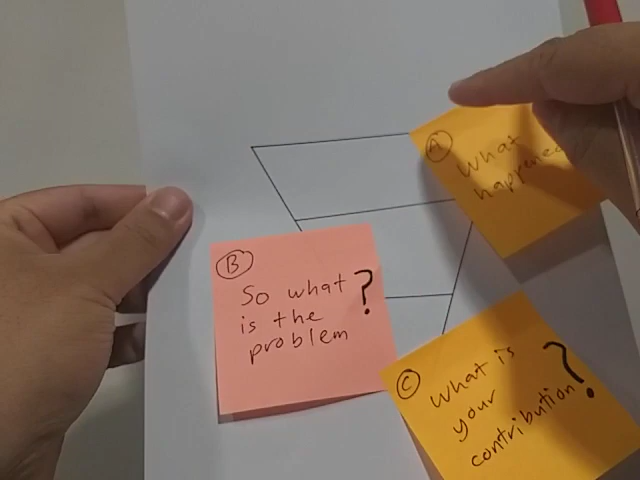 A
What
happened
B
So what
is the
problem ?
C
What is
your
contribution ?